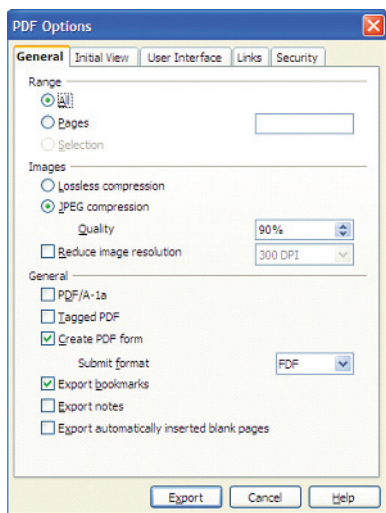 PDF Options
General Initial View User Interface Links Security
Range
All
Pages
Selection
Images
Lossless compression
JPEG compression
Quality 90%
Reduce image resolution 300 DPI
General
PDF/A-1a
Tagged PDF
Create PDF form
Submit format FDF
Export bookmarks
Export notes
Export automatically inserted blank pages
Export Cancel Help